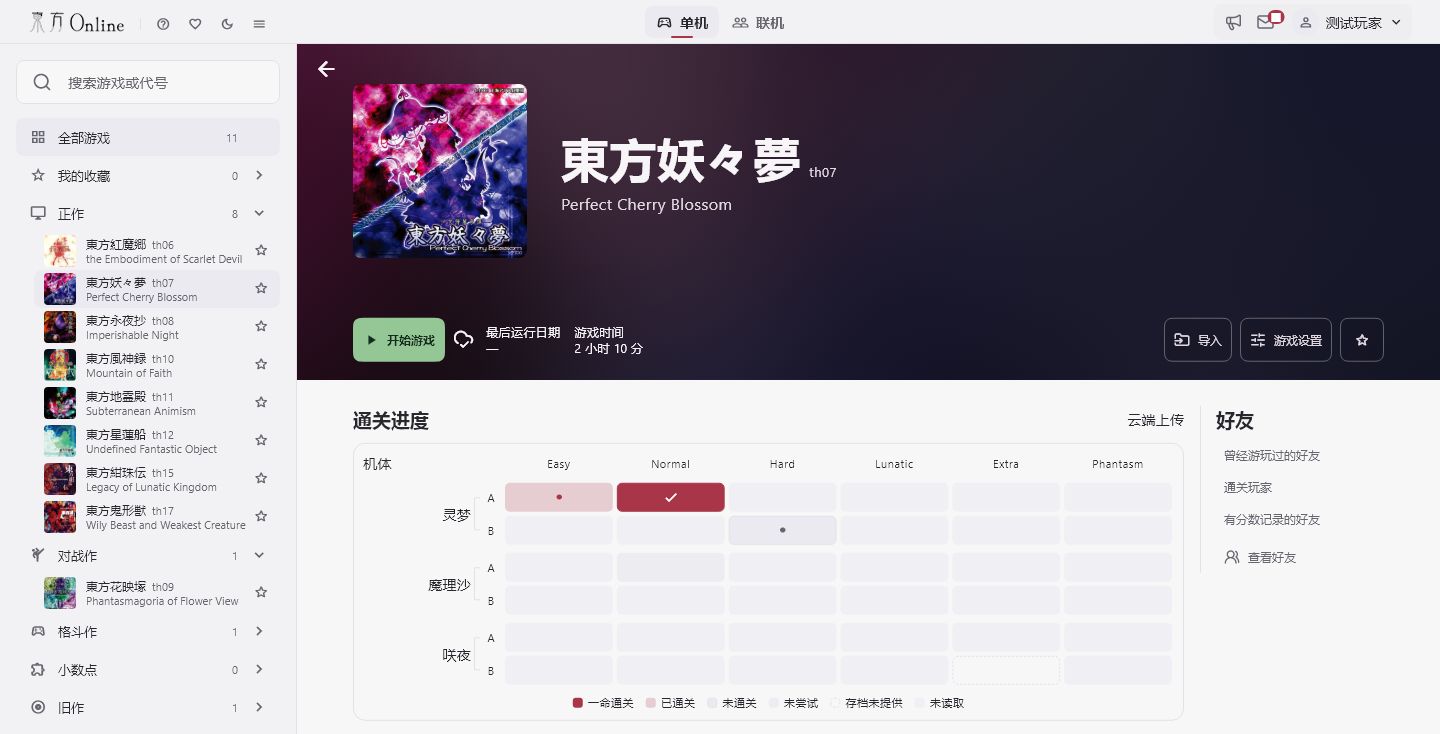 東方 Online
单机
联机
测试玩家
搜索游戏或代号
全部游戏 11
我的收藏 0
正作 8
東方紅魔郷 th06
the Embodiment of Scarlet Devil
東方妖々夢 th07
Perfect Cherry Blossom
東方永夜抄 th08
Imperishable Night
東方風神録 th10
Mountain of Faith
東方地霊殿 th11
Subterranean Animism
東方星蓮船 th12
Undefined Fantastic Object
東方紺珠伝 th15
Legacy of Lunatic Kingdom
東方鬼形獣 th17
Wily Beast and Weakest Creature
对战作 1
東方花映塚 th09
Phantasmagoria of Flower View
格斗作 1
小数点 0
旧作 1
東方妖々夢
Perfect Cherry Blossom
東方妖々夢 th07
Perfect Cherry Blossom
开始游戏
最后运行日期
—
游戏时间
2 小时 10 分
导入
游戏设置
通关进度
云端上传
机体 Easy Normal Hard Lunatic Extra Phantasm
灵梦
A
B
魔理沙
A
B
咲夜
A
B
一命通关 已通关 未通关 未尝试 存档未提供 未读取
好友
曾经游玩过的好友
通关玩家
有分数记录的好友
查看好友